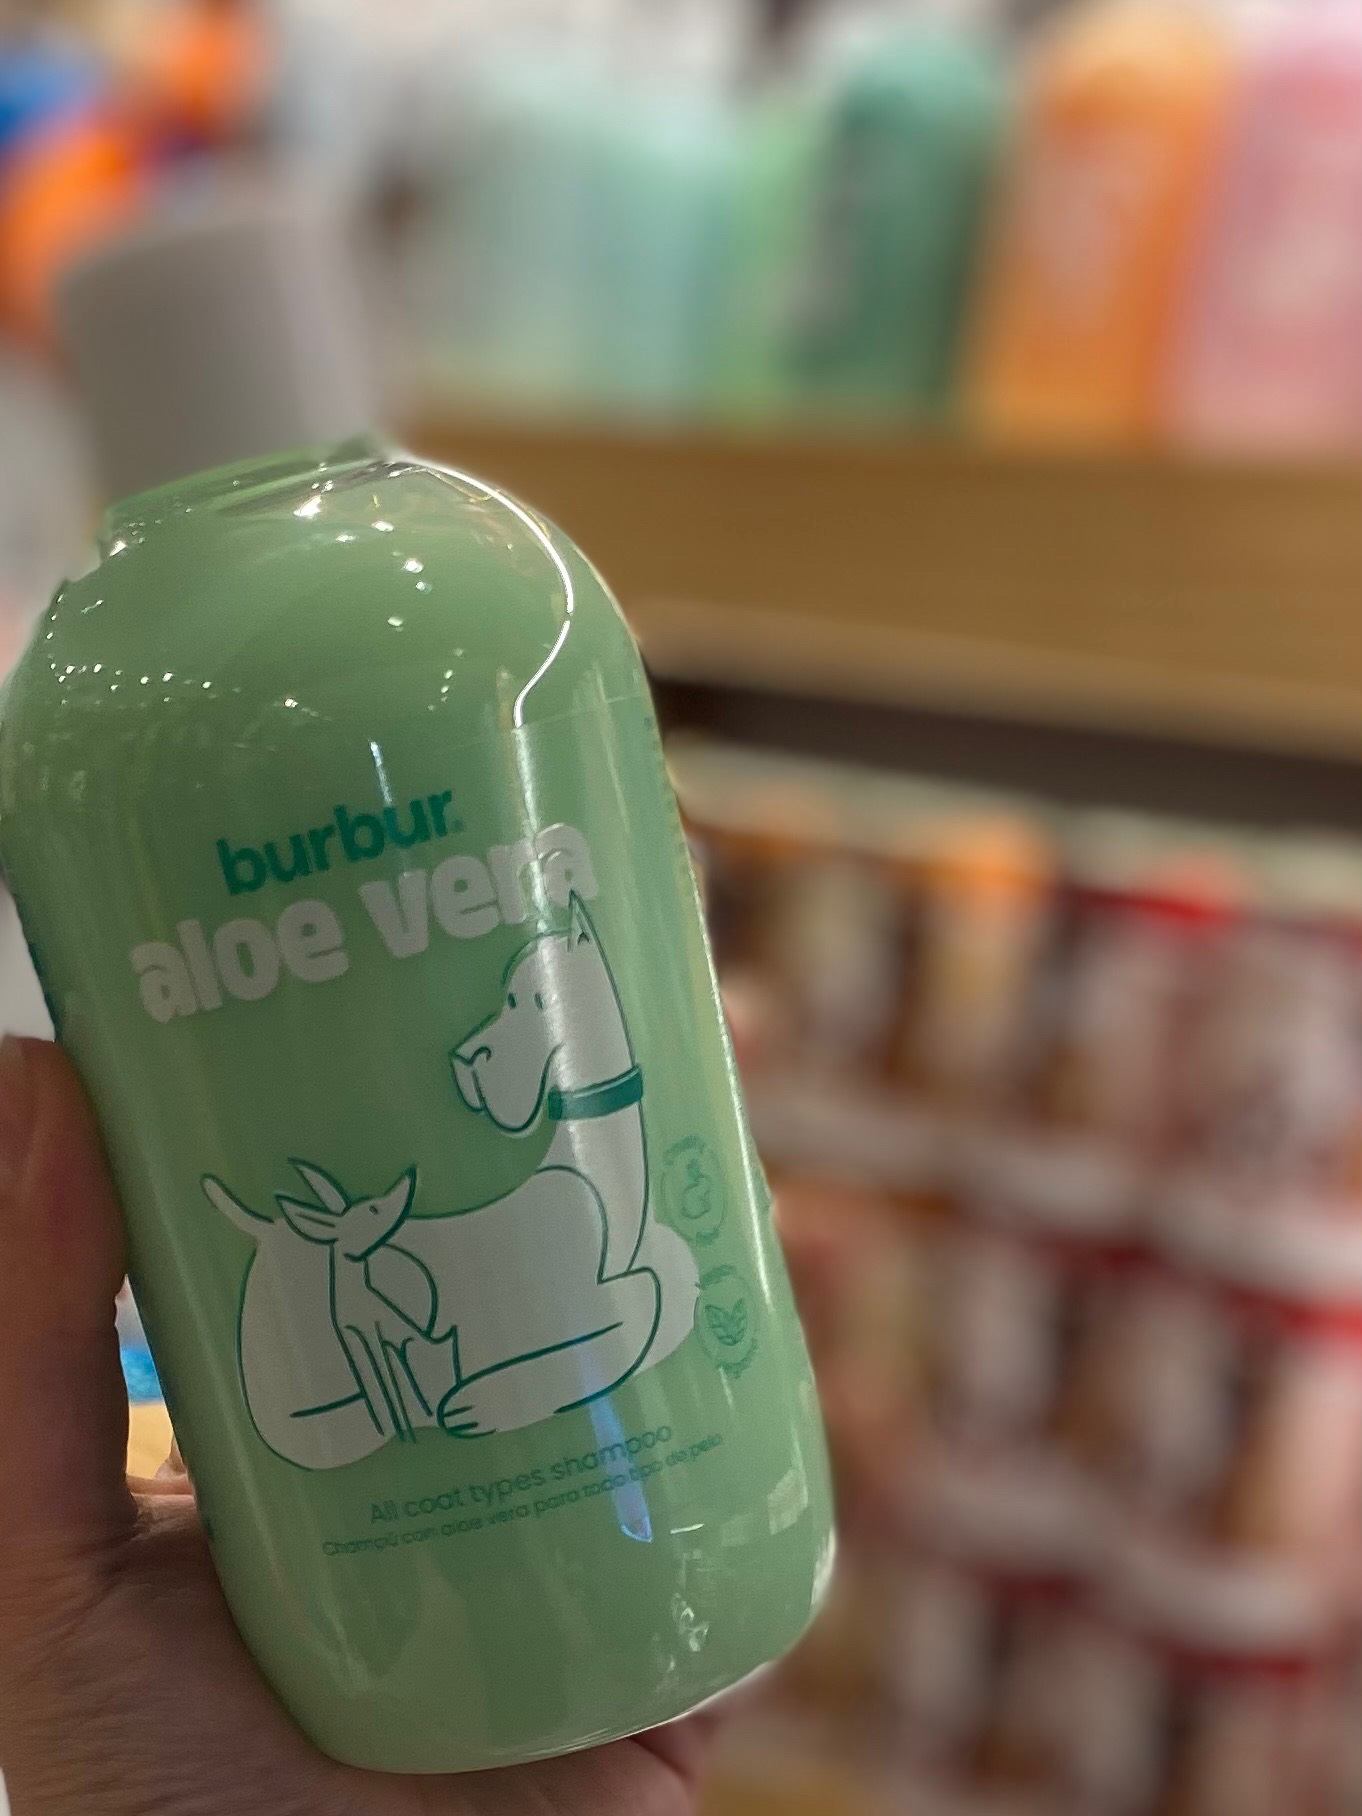 burbur.
aloe vera
All coat types shampoo
Champú con aloe vera para todo tipo de pelo